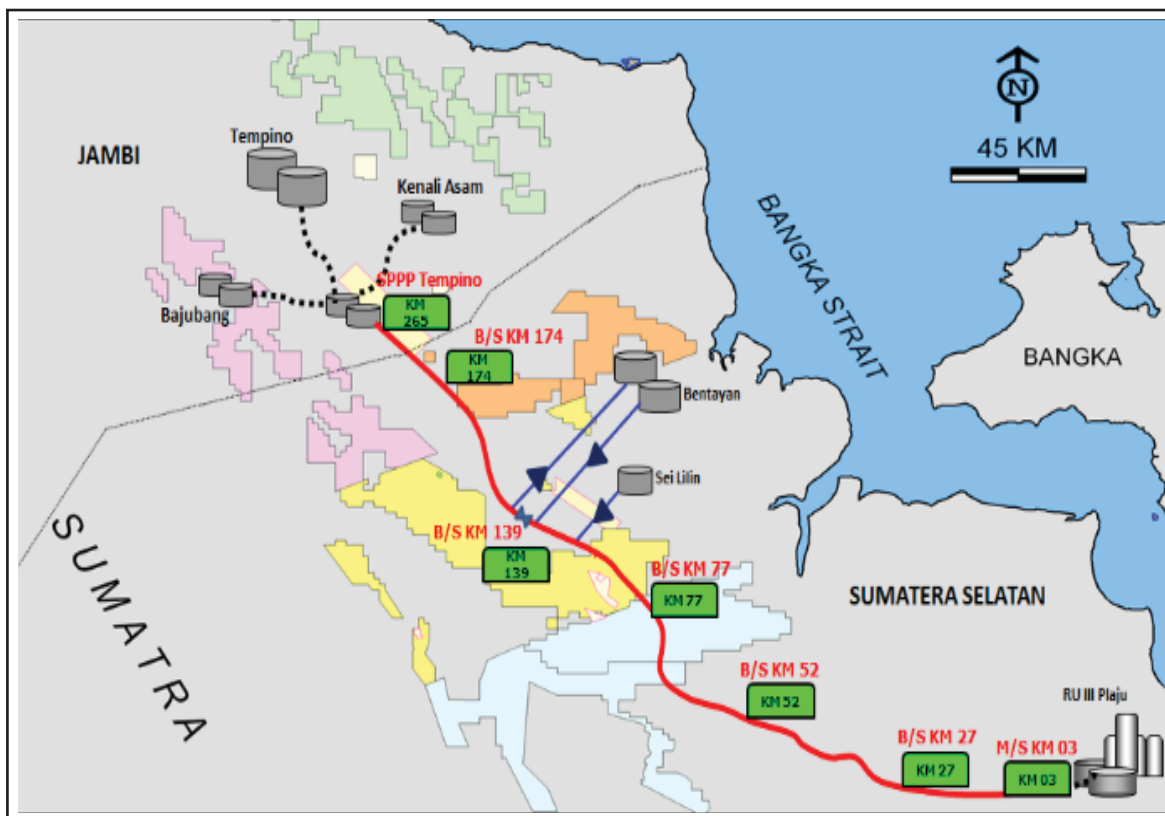 N
45 KM
JAMBI
Tempino
Kenali Asam
BANGKA STRAIT
SPPP Tempino
KM
265
Bajubang
B/S KM 174
KM
174
BANGKA
Bentayan
Sei Lilin
B/S KM 139
KM
139
B/S KM 77
KM 77
SUMATERA SELATAN
SUMATRA
B/S KM 52
KM 52
RU III Plaju
B/S KM 27
KM 27
M/S KM 03
KM 03